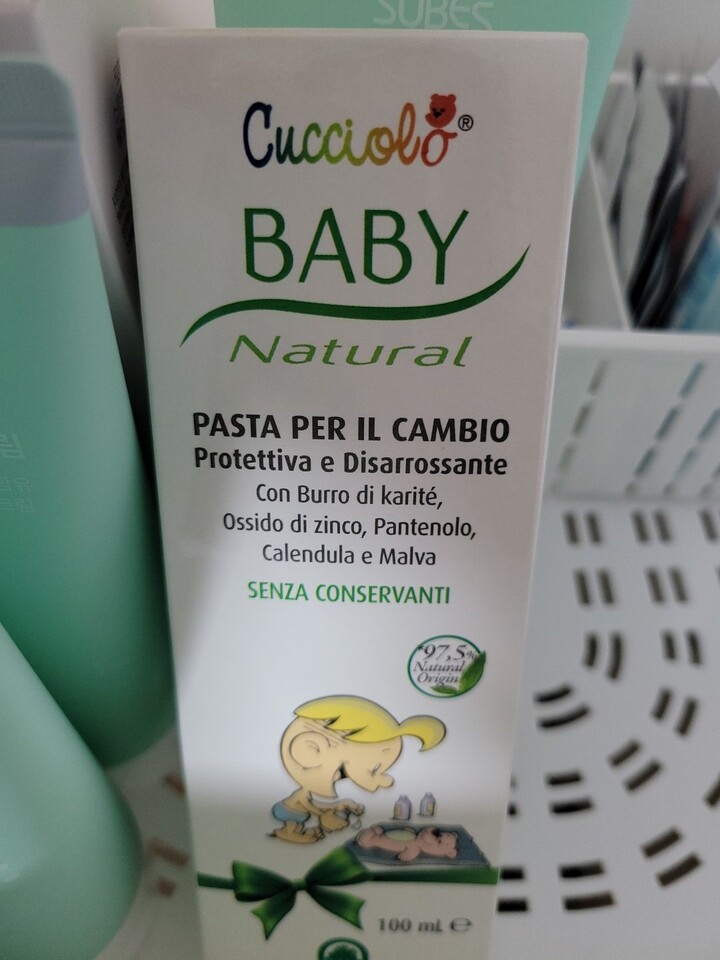 SUBES
Cucciolo®
BABY
Natural
PASTA PER IL CAMBIO
Protettiva e Disarrossante
Con Burro di karité,
Ossido di zinco, Pantenolo,
Calendula e Malva
SENZA CONSERVANTI
*97,5%
Natural
Origin
100 ml ℮